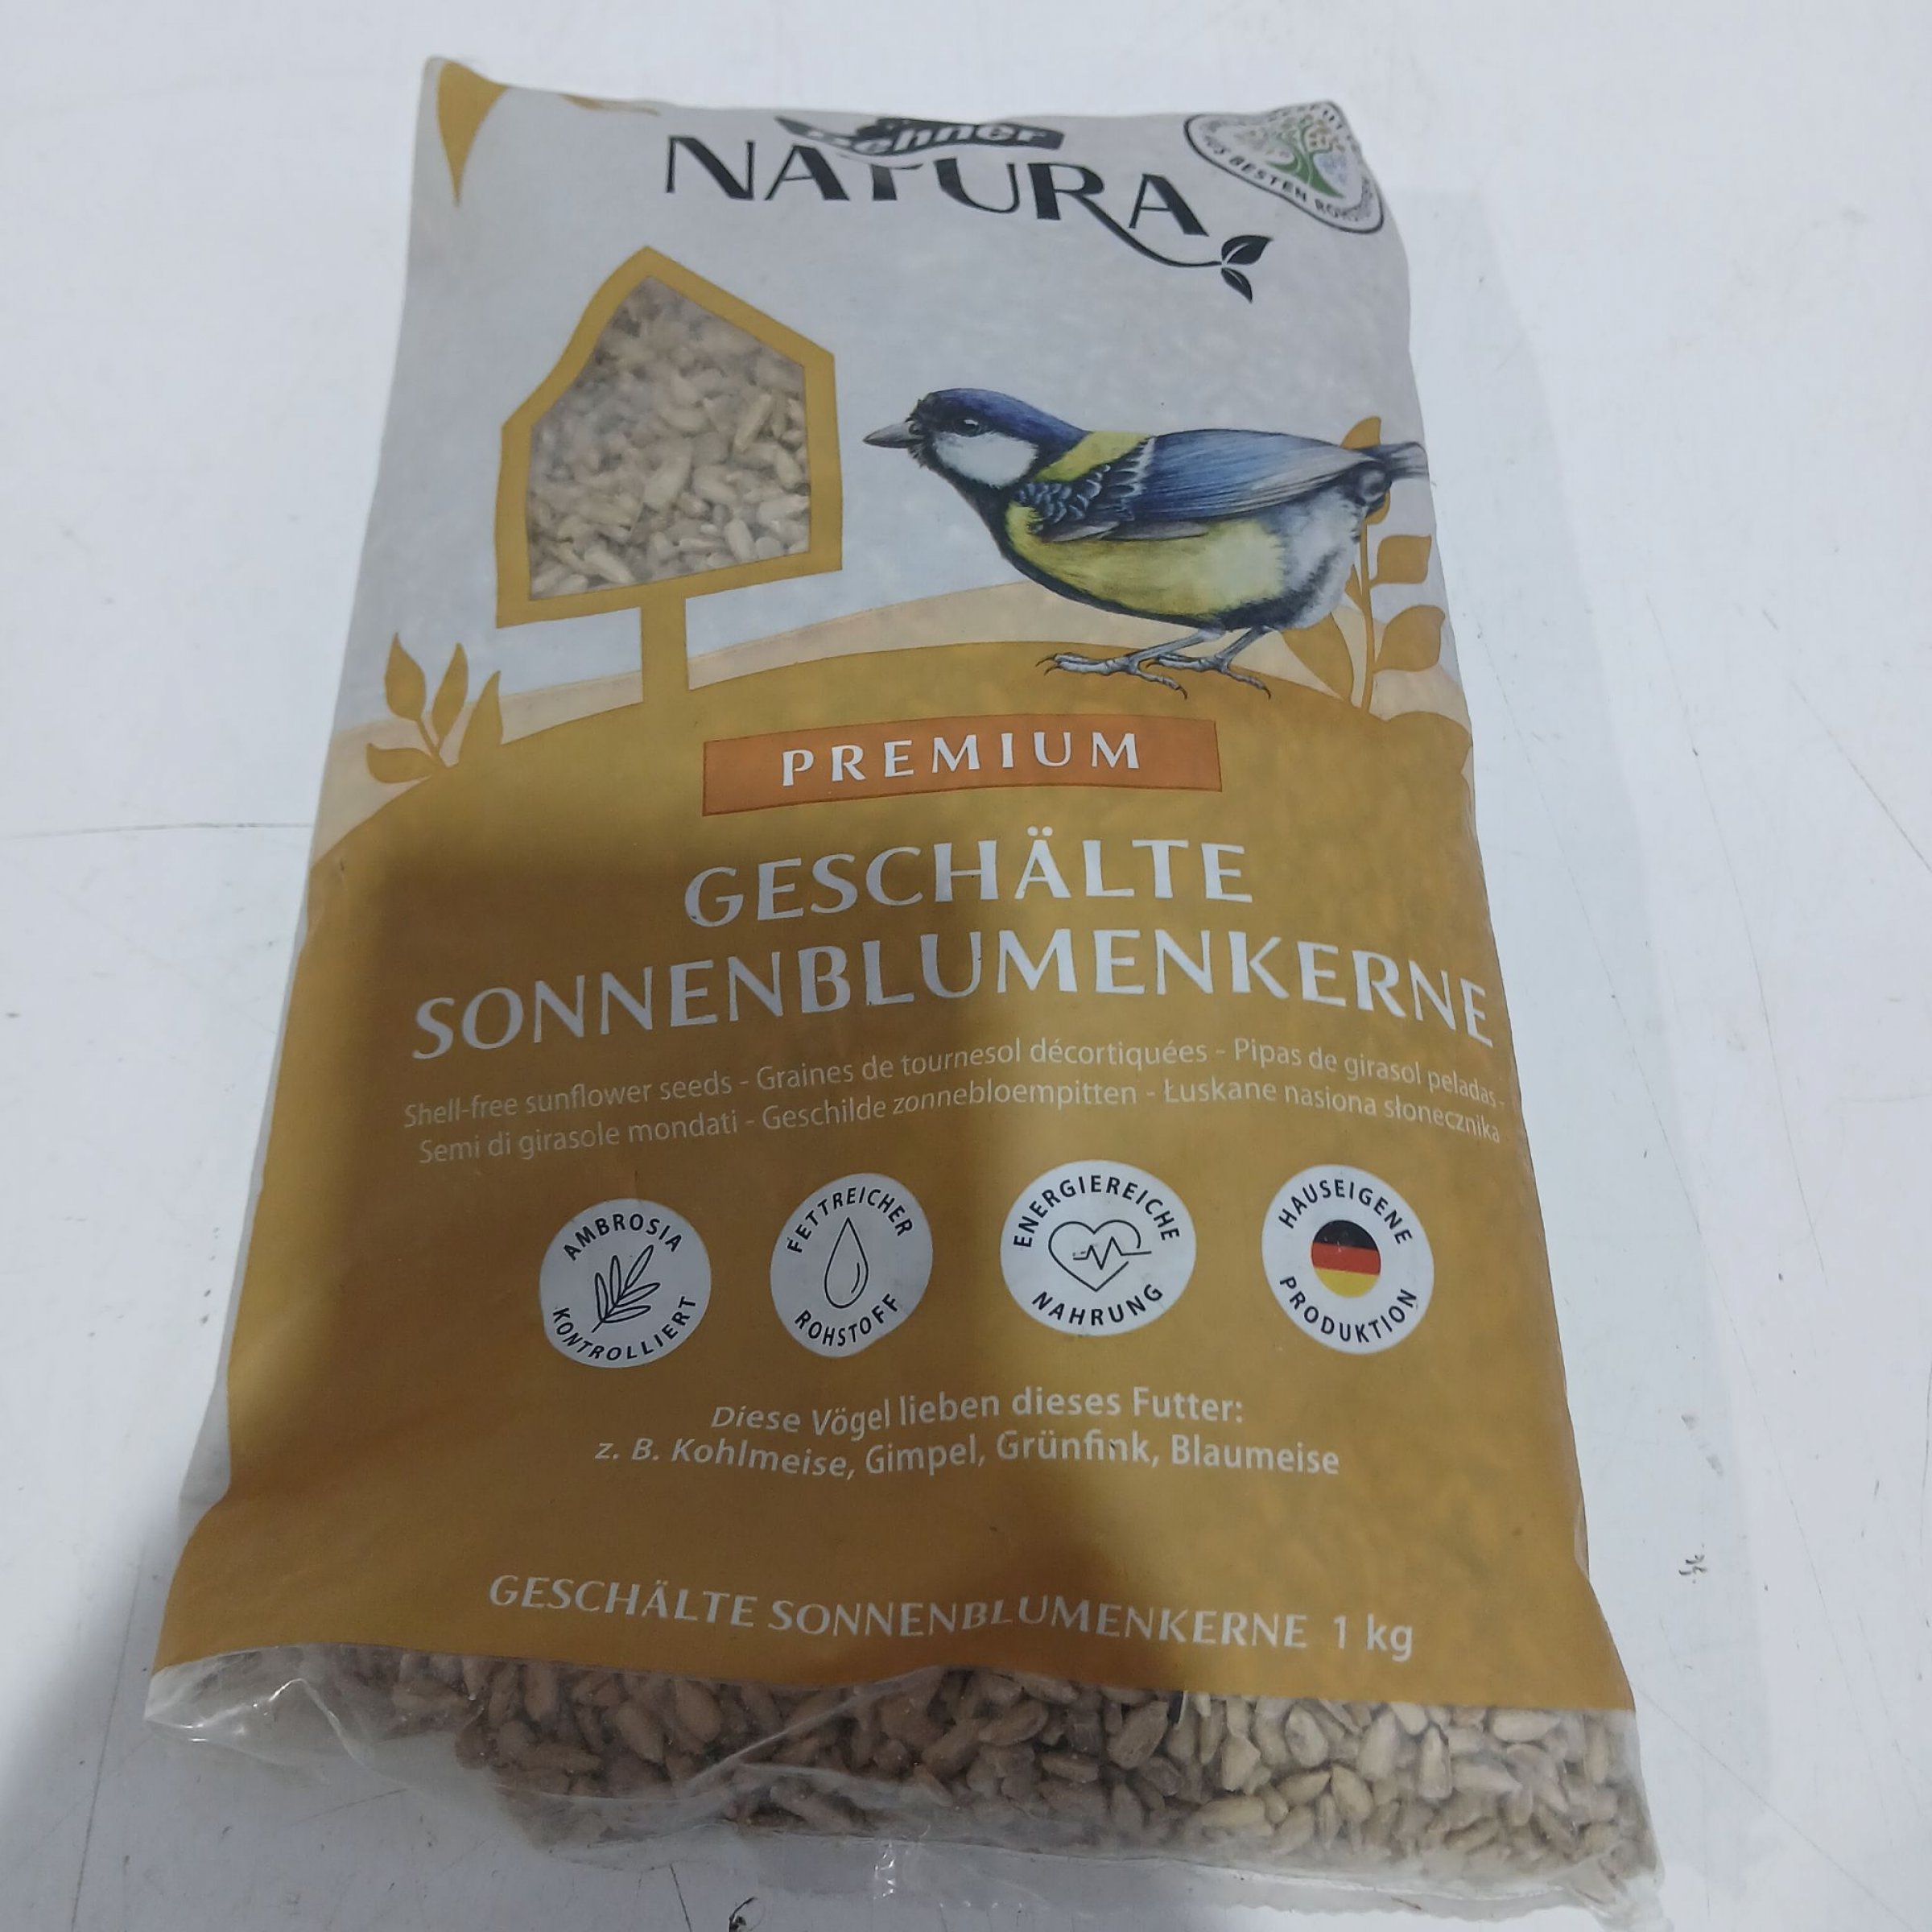 NATURA
AUS BESTEN
PREMIUM
GESCHÄLTE
SONNENBLUMENKERNE
Shell-free sunflower seeds - Graines de tournesol décortiquées - Pipas de girasol peladas -
Semi di girasole mondati - Geschilde zonnebloempitten - Łuskane nasiona słonecznika
AMBROSIA
KONTROLLIERT
FETTREICHER
ROHSTOFF
ENERGIEREICHE
NAHRUNG
HAUSEIGENE
PRODUKTION
Diese Vögel lieben dieses Futter:
z. B. Kohlmeise, Gimpel, Grünfink, Blaumeise
GESCHÄLTE SONNENBLUMENKERNE 1 kg